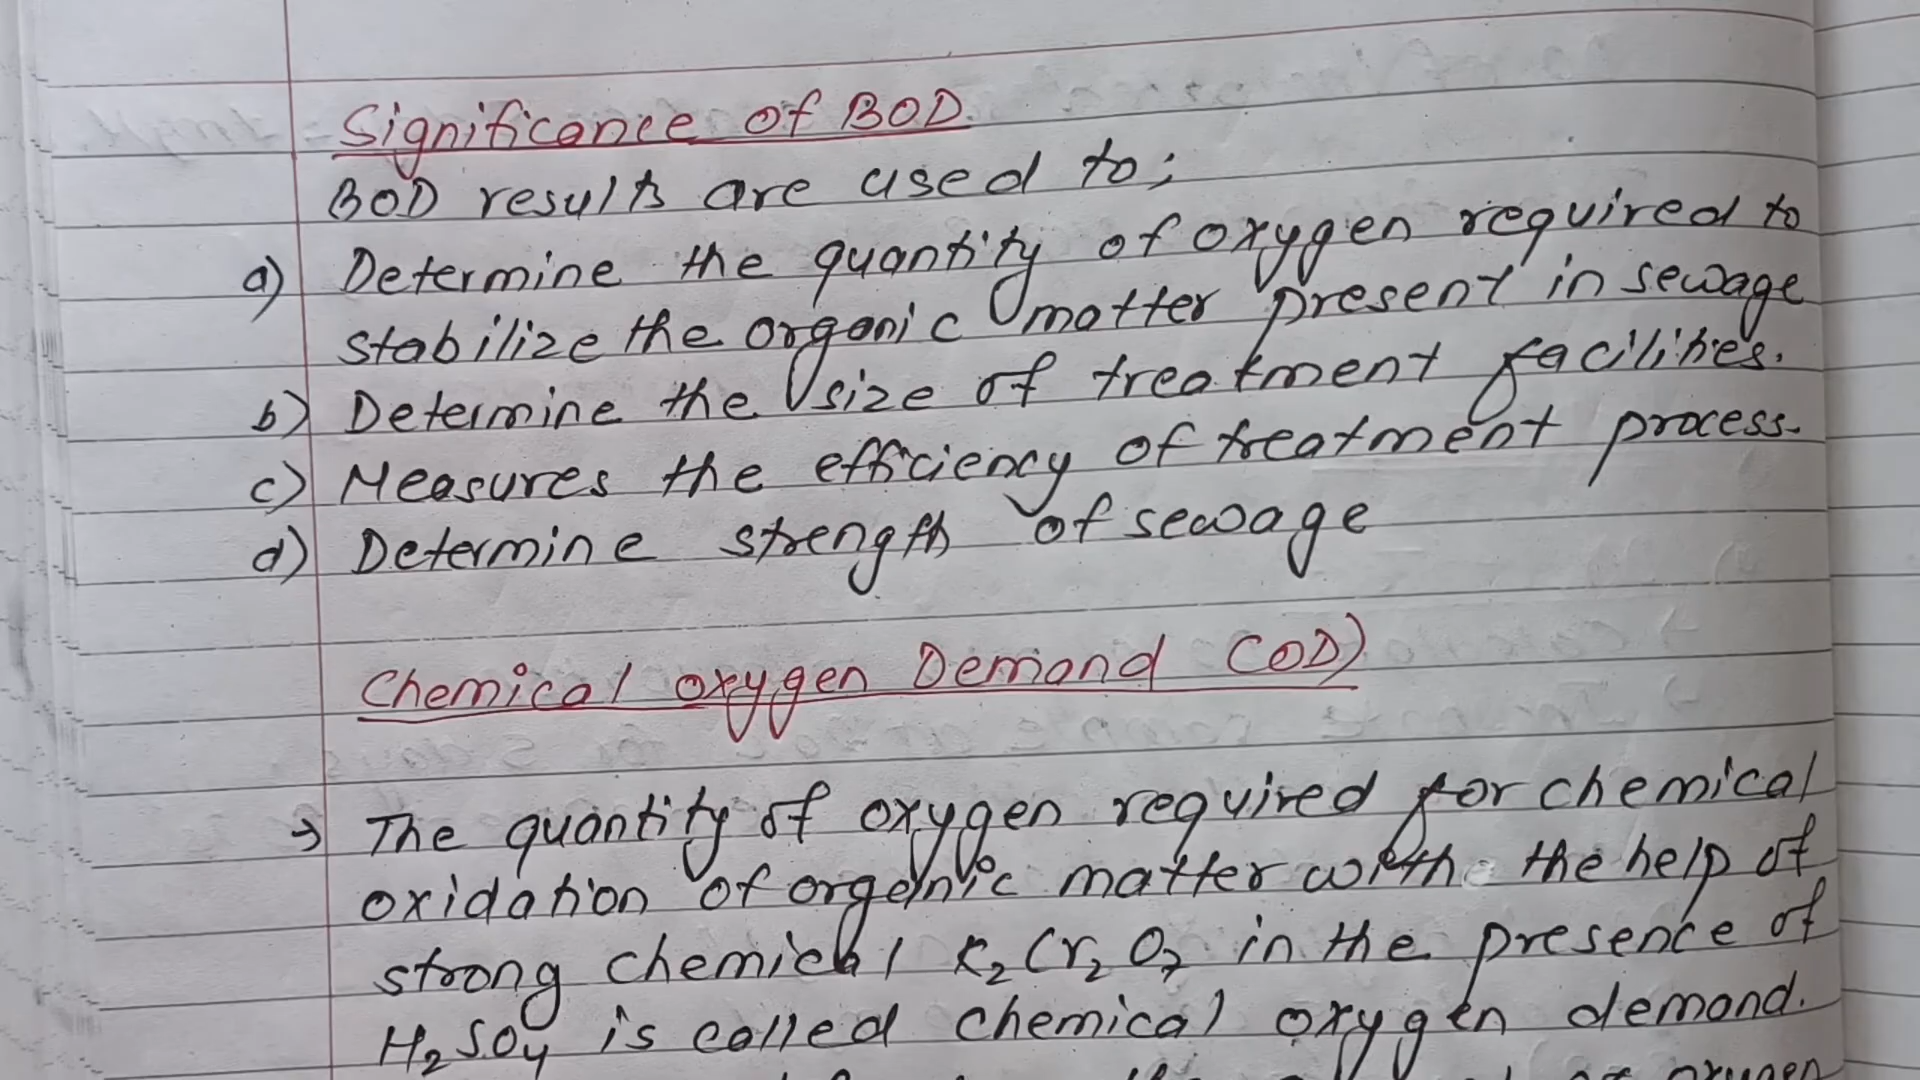 Significance of BOD.
BOD results are used to;
a) Determine the quantity of oxygen required to
stabilize the organic matter present in sewage
b) Determine the size of treatment facilities.
c) Measures the efficiency of treatment process.
d) Determine strength of sewage
Chemical oxygen Demand COD)
→ The quantity of oxygen required for chemical
oxidation of organic matter with the help of
strong chemical K₂Cr₂O₇ in the presence of
H₂SO₄ is called chemical oxygen demand.
oxygen